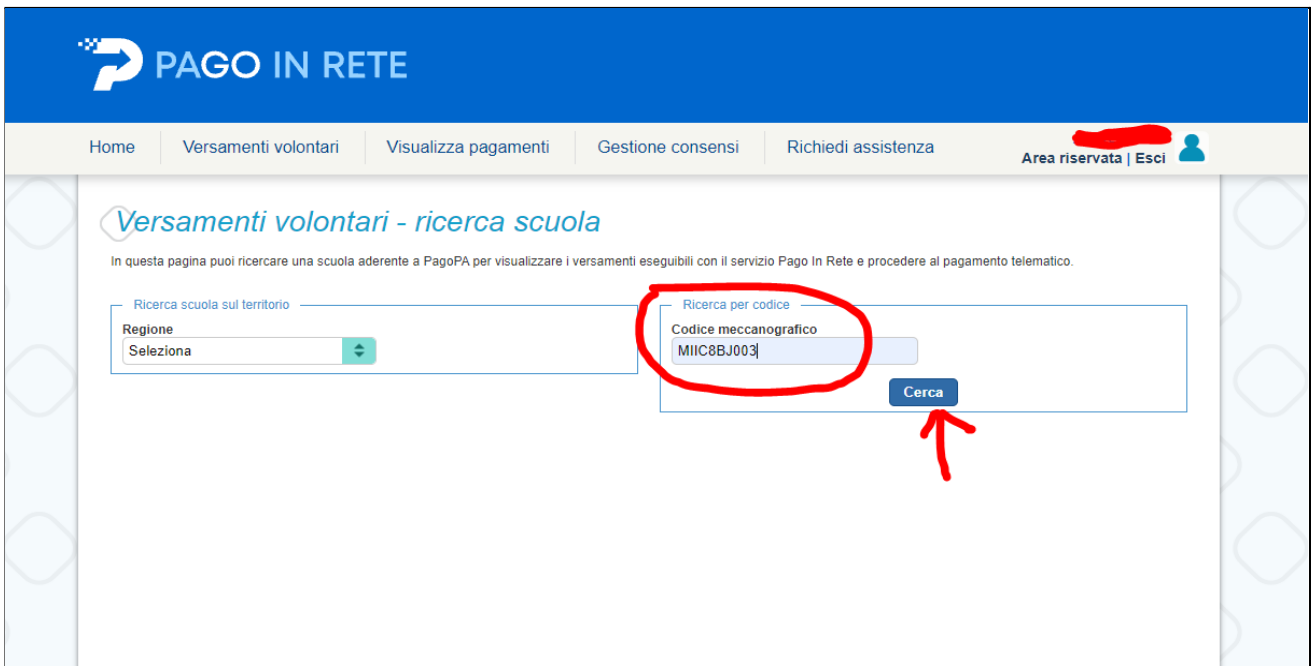 PAGO IN RETE
Home Versamenti volontari Visualizza pagamenti Gestione consensi Richiedi assistenza Area riservata | Esci
Versamenti volontari - ricerca scuola
In questa pagina puoi ricercare una scuola aderente a PagoPA per visualizzare i versamenti eseguibili con il servizio Pago In Rete e procedere al pagamento telematico.
Ricerca scuola sul territorio
Regione
Seleziona
Ricerca per codice
Codice meccanografico
MIIC8BJ003
Cerca